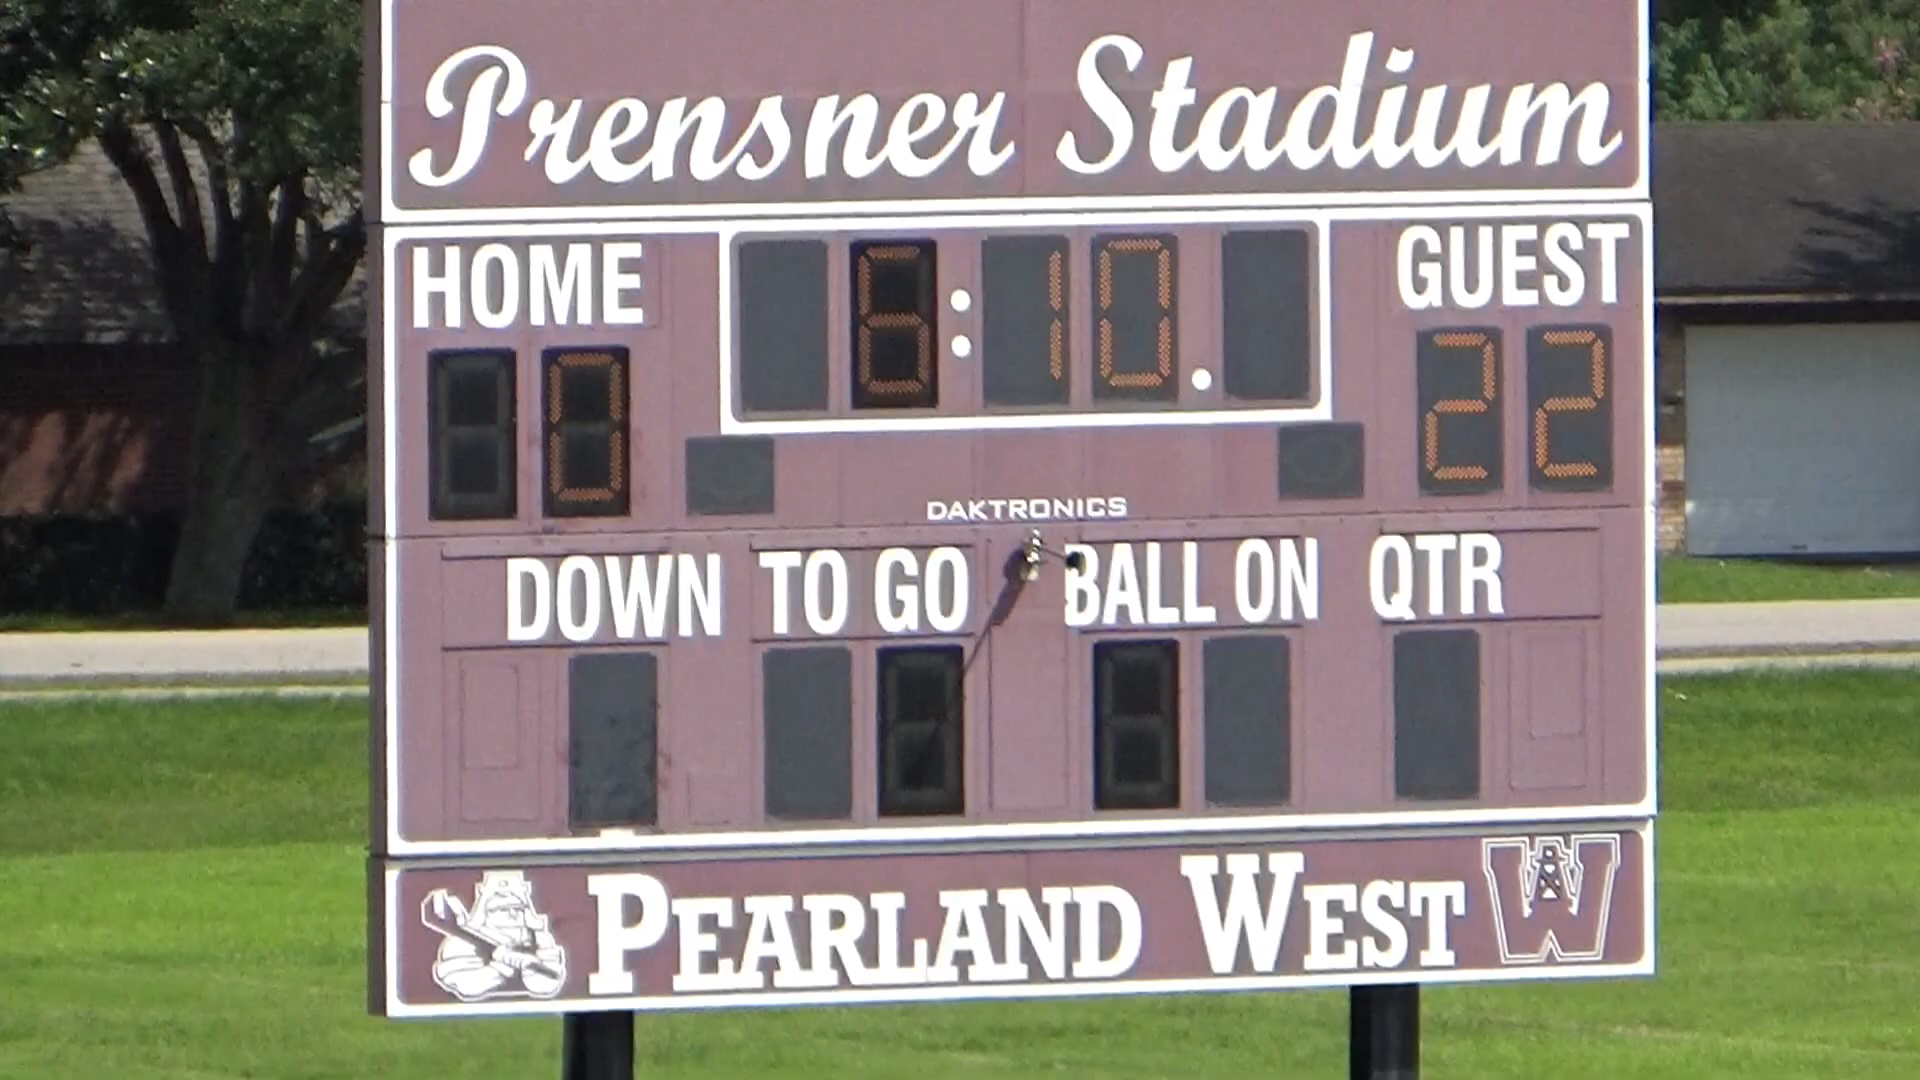 Prensner Stadium
HOME 6:10. GUEST
0 22
DAKTRONICS
DOWN TO GO BALL ON QTR
PEARLAND WEST W